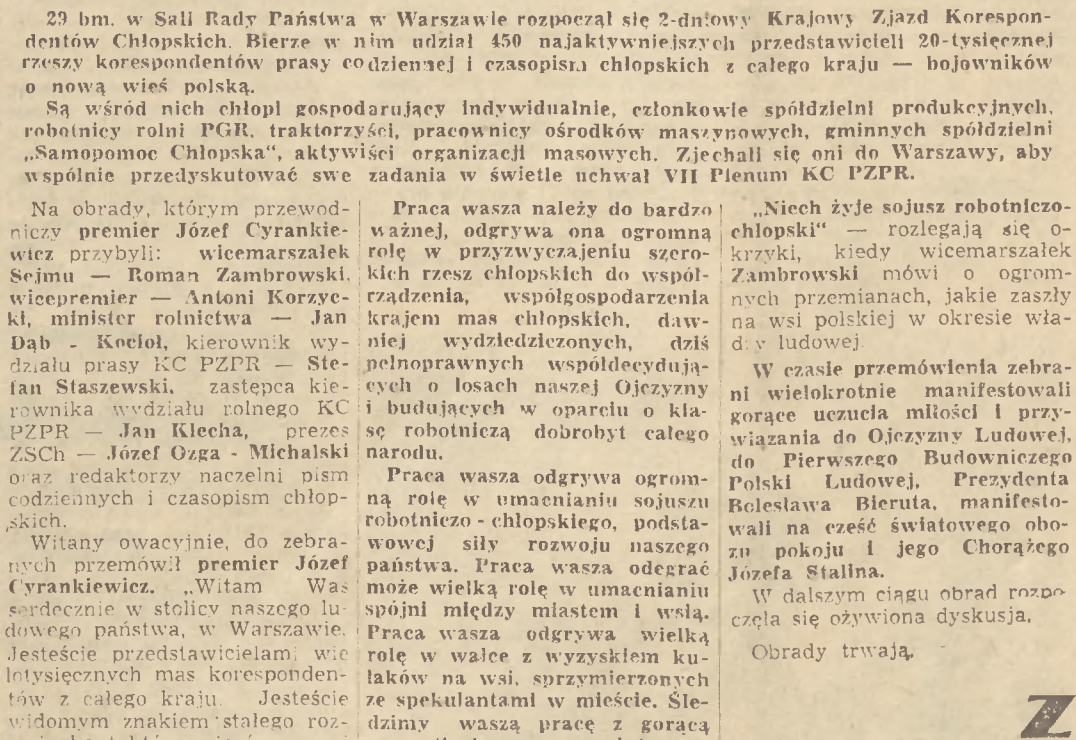 29 bm. w Sali Rady Państwa w Warszawie rozpoczął się 2-dniowy Krajowy Zjazd Korespon-
dentów Chłopskich. Bierze w nim udział 450 najaktywniejszych przedstawicieli 20-tysięcznej
rzeszy korespondentów prasy codziennej i czasopism chłopskich z całego kraju — bojowników
o nową wieś polską.
Są wśród nich chłopi gospodarujący indywidualnie, członkowie spółdzielni produkcyjnych,
robotnicy rolni PGR, traktorzyści, pracownicy ośrodków maszynowych, gminnych spółdzielni
„Samopomoc Chłopska“, aktywiści organizacji masowych. Zjechali się oni do Warszawy, aby
wspólnie przedyskutować swe zadania w świetle uchwał VII Plenum KC PZPR.
Na obrady, którym przewod-
niczy premier Józef Cyrankie-
wicz przybyli: wicemarszałek
Sejmu — Roman Zambrowski,
wicepremier — Antoni Korzyc-
ki, minister rolnictwa — Jan
Dąb - Kocioł, kierownik wy-
działu prasy KC PZPR — Ste-
fan Staszewski, zastępca kie-
rownika wydziału rolnego KC
PZPR — Jan Klecha, prezes
ZSCh — Józef Ozga - Michalski
oraz redaktorzy naczelni pism
codziennych i czasopism chłop-
skich.
Witany owacyjnie, do zebra-
nych przemówił premier Józef
Cyrankiewicz. „Witam Was
serdecznie w stolicy naszego lu-
dowego państwa, w Warszawie.
Jesteście przedstawicielami wie
lotysięcznych mas koresponden-
tów z całego kraju. Jesteście
widomym znakiem stałego roz-
Praca wasza należy do bardzo
ważnej, odgrywa ona ogromną
rolę w przyzwyczajeniu szero-
kich rzesz chłopskich do współ-
rządzenia, współgospodarzenia
krajem mas chłopskich, daw-
niej wydziedziczonych, dziś
pełnoprawnych współdecydują-
cych o losach naszej Ojczyzny
i budujących w oparciu o kla-
sę robotniczą dobrobyt całego
narodu.
Praca wasza odgrywa ogrom-
ną rolę w umacnianiu sojuszu
robotniczo - chłopskiego, podsta-
wowej siły rozwoju naszego
państwa. Praca wasza odegrać
może wielką rolę w umacnianiu
spójni między miastem i wsią.
Praca wasza odgrywa wielką
rolę w walce z wyzyskiem ku-
łaków na wsi, sprzymierzonych
ze spekulantami w mieście. Śle-
dzimy waszą pracę z gorącą
„Niech żyje sojusz robotniczo-
chłopski“ — rozlegają się o-
krzyki, kiedy wicemarszałek
Zambrowski mówi o ogrom-
nych przemianach, jakie zaszły
na wsi polskiej w okresie wła-
dzy ludowej.
W czasie przemówienia zebra-
ni wielokrotnie manifestowali
gorące uczucia miłości i przy-
wiązania do Ojczyzny Ludowej,
do Pierwszego Budowniczego
Polski Ludowej, Prezydenta
Bolesława Bieruta, manifesto-
wali na cześć światowego obo-
zu pokoju i jego Chorążego
Józefa Stalina.
W dalszym ciągu obrad rozpo
częła się ożywiona dyskusja.
Obrady trwają.
Z